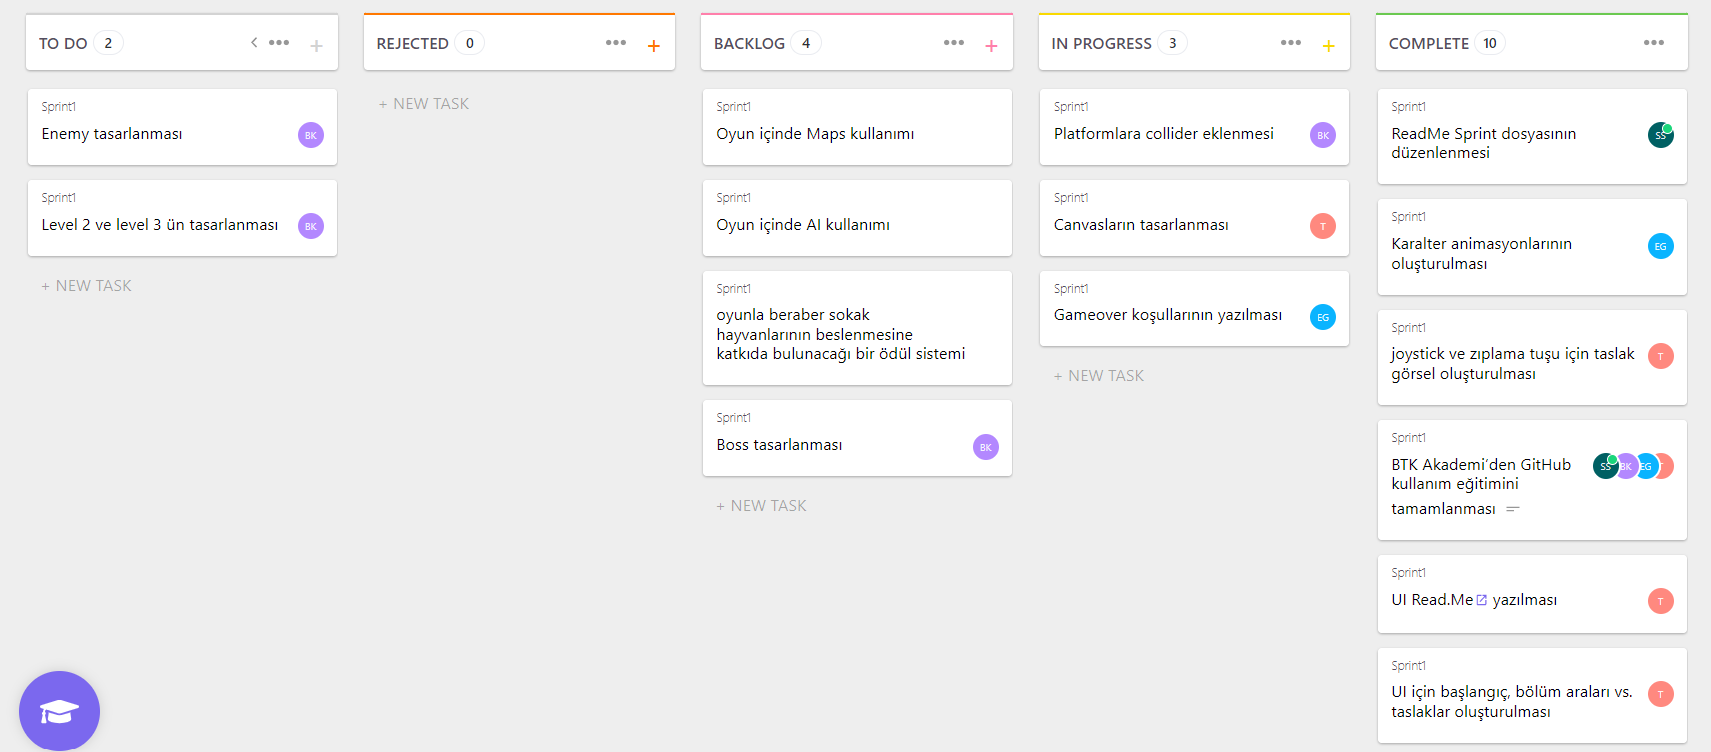 TO DO 2
Sprint1
Enemy tasarlanması
BK
Sprint1
Level 2 ve level 3 ün tasarlanması
BK
+ NEW TASK
REJECTED 0
+ NEW TASK
BACKLOG 4
Sprint1
Oyun içinde Maps kullanımı
Sprint1
Oyun içinde AI kullanımı
Sprint1
oyunla beraber sokak
hayvanlarının beslenmesine
katkıda bulunacağı bir ödül sistemi
Sprint1
Boss tasarlanması
BK
+ NEW TASK
IN PROGRESS 3
Sprint1
Platformlara collider eklenmesi
BK
Sprint1
Canvasların tasarlanması
T
Sprint1
Gameover koşullarının yazılması
EG
+ NEW TASK
COMPLETE 10
Sprint1
ReadMe Sprint dosyasının
düzenlenmesi
SS
Sprint1
Karalter animasyonlarının
oluşturulması
EG
Sprint1
joystick ve zıplama tuşu için taslak
görsel oluşturulması
T
Sprint1
BTK Akademi'den GitHub
kullanım eğitimini
tamamlanması
SS BK EG T
Sprint1
UI Read.Me yazılması
T
Sprint1
UI için başlangıç, bölüm araları vs.
taslaklar oluşturulması
T